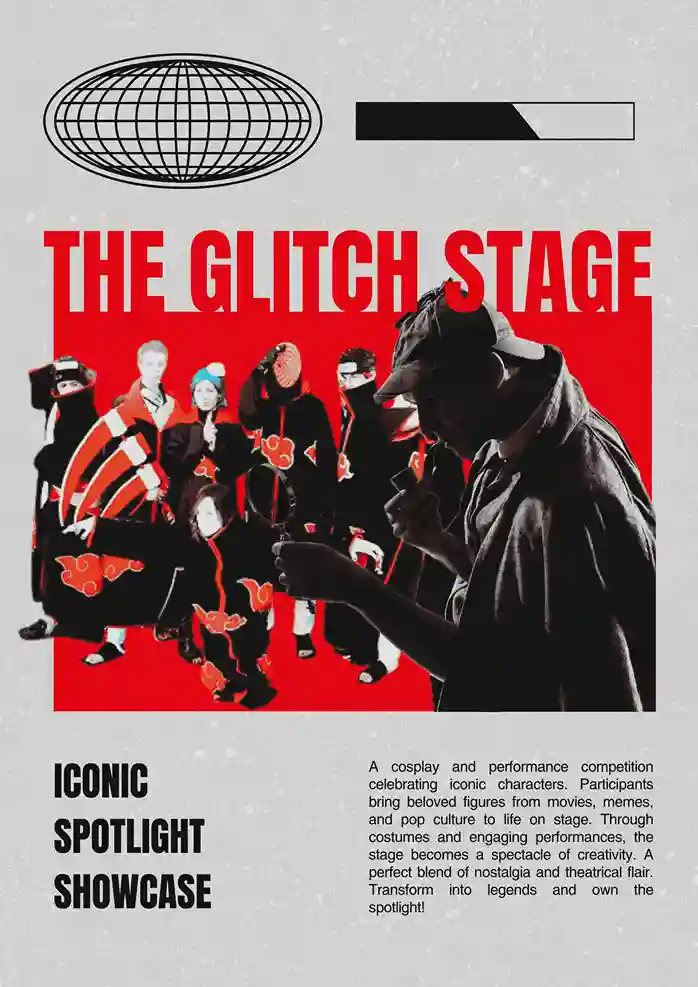 THE GLITCH STAGE
ICONIC
SPOTLIGHT
SHOWCASE
A cosplay and performance competition
celebrating iconic characters. Participants
bring beloved figures from movies, memes,
and pop culture to life on stage. Through
costumes and engaging performances, the
stage becomes a spectacle of creativity. A
perfect blend of nostalgia and theatrical flair.
Transform into legends and own the
spotlight!